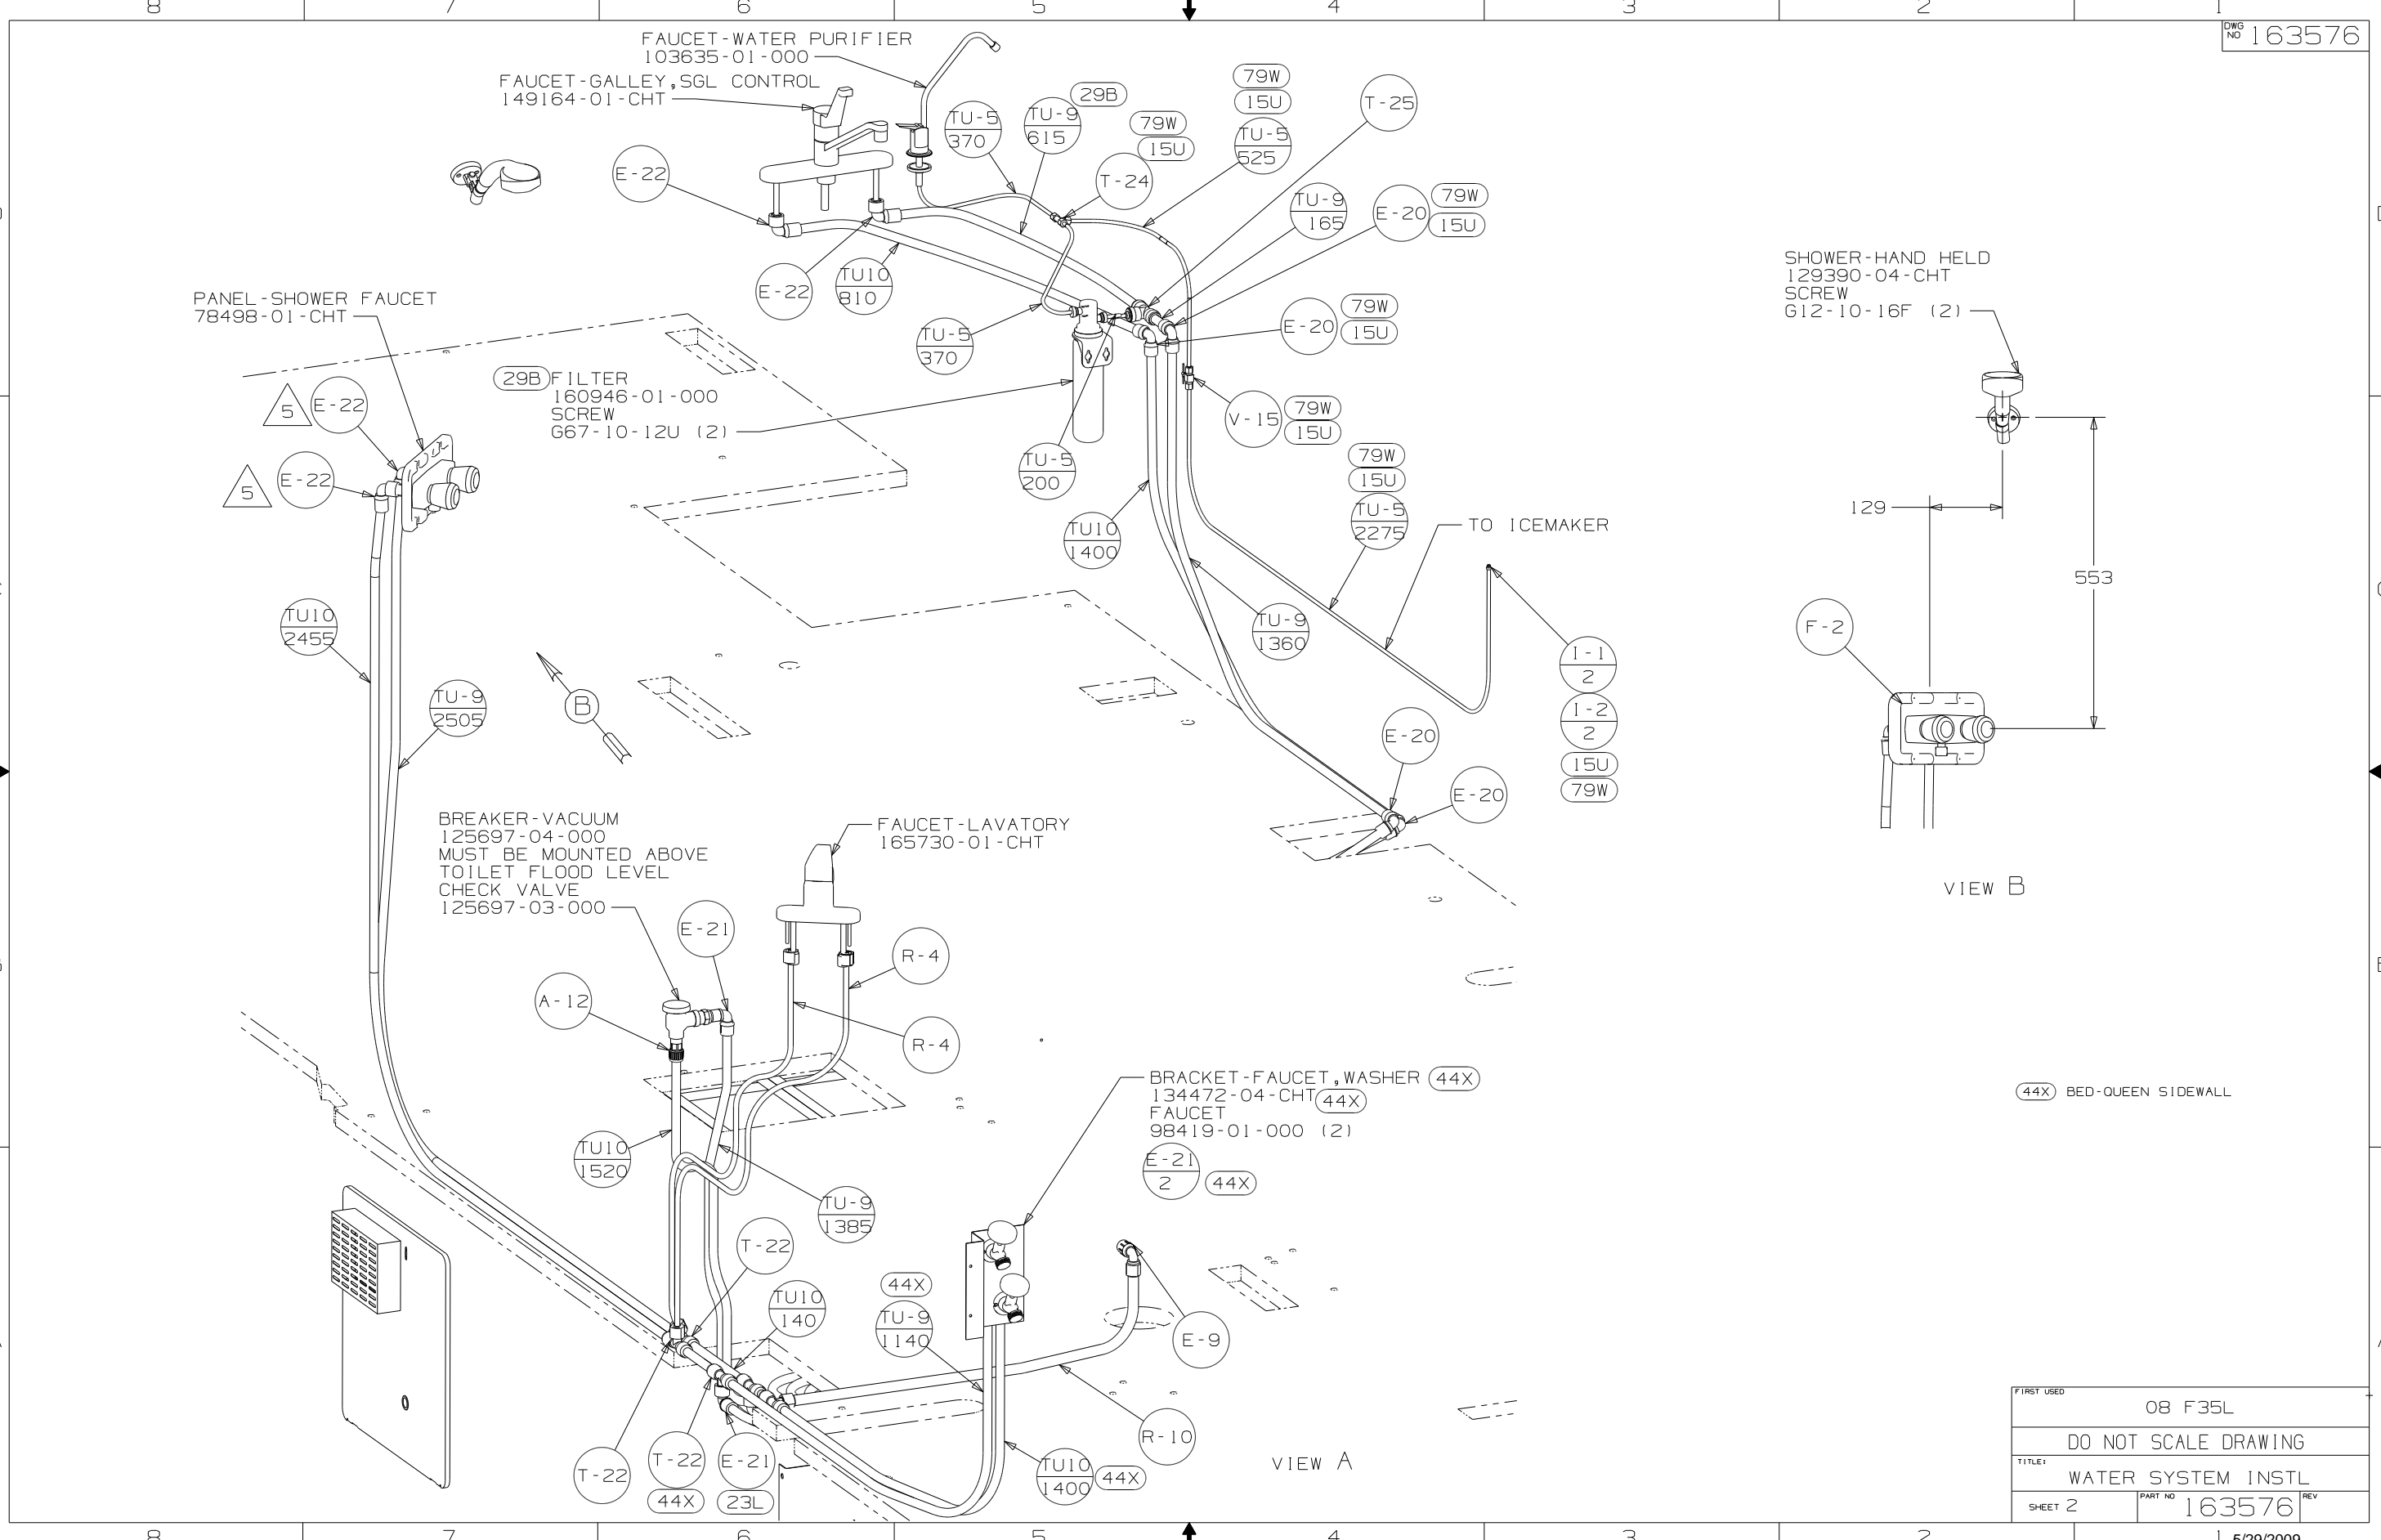 8 7 6 5 4 3 2 1
DWG NO 163576
FAUCET-WATER PURIFIER
103635-01-000
FAUCET-GALLEY,SGL CONTROL
149164-01-CHT
TU-5
370
TU-9
615
29B
79W
15U
T-24
79W
15U
TU-5
525
T-25
E-22
TU-9
165
E-20
79W
15U
E-22
TU10
810
TU-5
370
E-20
79W
15U
SHOWER-HAND HELD
129390-04-CHT
SCREW
G12-10-16F (2)
PANEL-SHOWER FAUCET
78498-01-CHT
29B FILTER
160946-01-000
SCREW
G67-10-12U (2)
5
E-22
5
E-22
V-15
79W
15U
TU-5
200
79W
15U
TU-5
2275
TO ICEMAKER
TU10
1400
129
553
TU10
2455
TU-9
2505
B
TU-9
1360
I-1
2
I-2
2
15U
79W
F-2
E-20
E-20
VIEW B
BREAKER-VACUUM
125697-04-000
MUST BE MOUNTED ABOVE
TOILET FLOOD LEVEL
CHECK VALVE
125697-03-000
FAUCET-LAVATORY
165730-01-CHT
E-21
R-4
A-12
R-4
BRACKET-FAUCET,WASHER 44X
134472-04-CHT 44X
FAUCET
98419-01-000 (2)
E-21
2
44X
44X BED-QUEEN SIDEWALL
TU10
1520
TU-9
1385
T-22
TU10
140
44X
TU-9
1140
E-9
R-10
T-22
T-22
44X
E-21
23L
TU10
1400
44X
VIEW A
FIRST USED
08 F35L
DO NOT SCALE DRAWING
TITLE:
WATER SYSTEM INSTL
SHEET 2
PART NO 163576
REV
8 7 6 5 4 3 2 1
5/29/2009